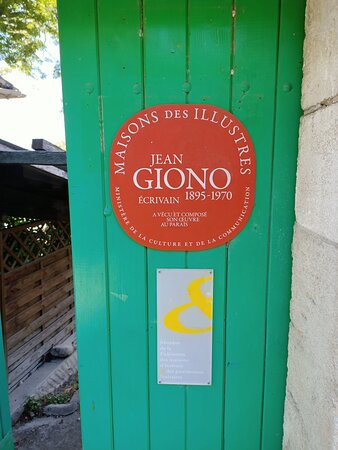 MAISONS DES ILLUSTRES
JEAN
GIONO
ÉCRIVAIN 1895-1970
A VÉCU ET COMPOSÉ
SON ŒUVRE
AU PARAÏS
MINISTÈRE DE LA CULTURE ET DE LA COMMUNICATION
&